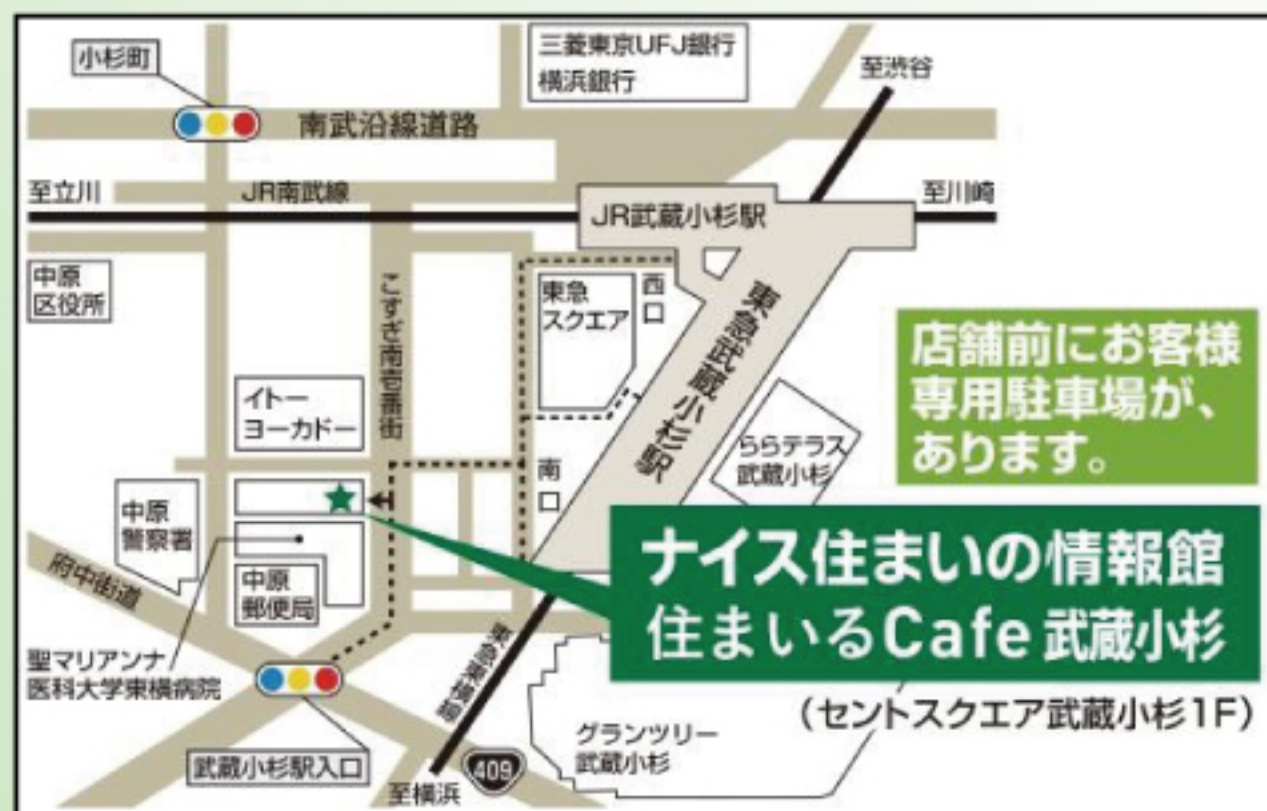 小杉町
三菱東京UFJ銀行
横浜銀行
至渋谷
南武沿線道路
至立川
JR南武線
JR武蔵小杉駅
至川崎
中原
区役所
こすぎ南壱番街
東急
スクエア
西口
東急武蔵小杉駅
店舗前にお客様
専用駐車場が、
あります。
イトー
ヨーカドー
ららテラス
武蔵小杉
南口
中原
警察署
ナイス住まいの情報館
住まいるCafe 武蔵小杉
(セントスクエア武蔵小杉1F)
府中街道
中原
郵便局
聖マリアンナ
医科大学東横病院
東急東横線
グランツリー
武蔵小杉
武蔵小杉駅入口
409
至横浜